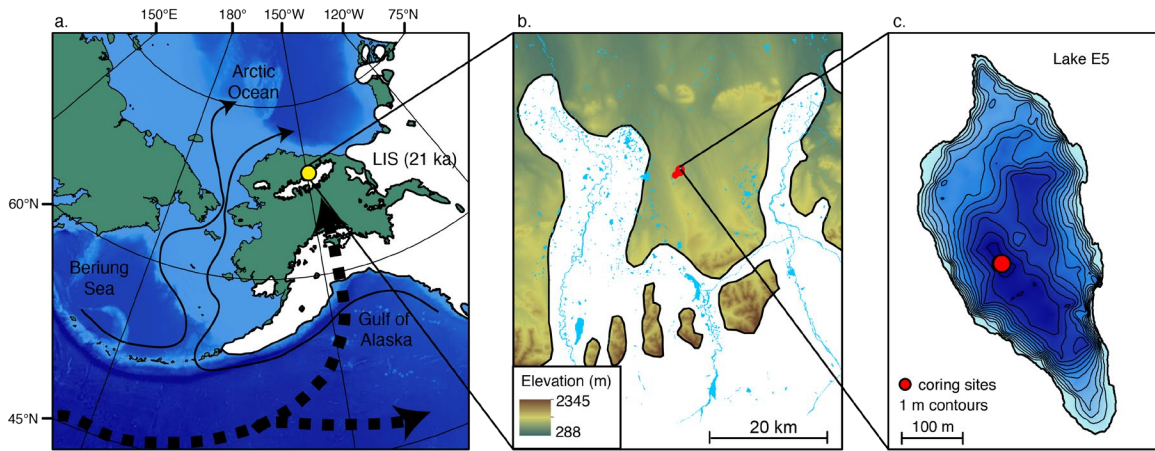 a.
150°E
180°
150°W
120°W
75°N
Arctic
Ocean
LIS (21 ka)
60°N
Beriung
Sea
Gulf of
Alaska
45°N
b.
Elevation (m)
2345
288
20 km
c.
Lake E5
coring sites
1 m contours
100 m